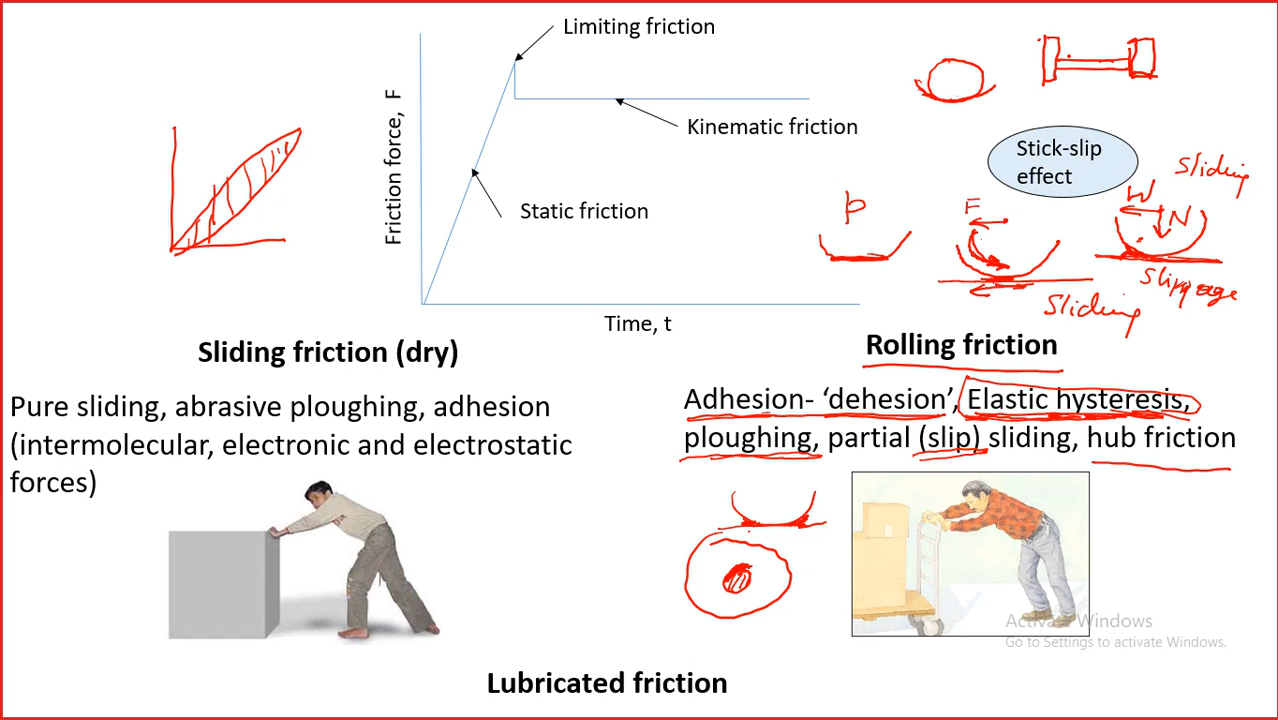 Limiting friction
Friction force, F
Kinematic friction
Stick-slip
effect
sliding
Static friction
p
F
W
N
slippage
sliding
Time, t
Sliding friction (dry)
Rolling friction
Pure sliding, abrasive ploughing, adhesion
(intermolecular, electronic and electrostatic
forces)
Adhesion- ‘dehesion’, Elastic hysteresis,
ploughing, partial (slip) sliding, hub friction
Activate Windows
Go to Settings to activate Windows.
Lubricated friction